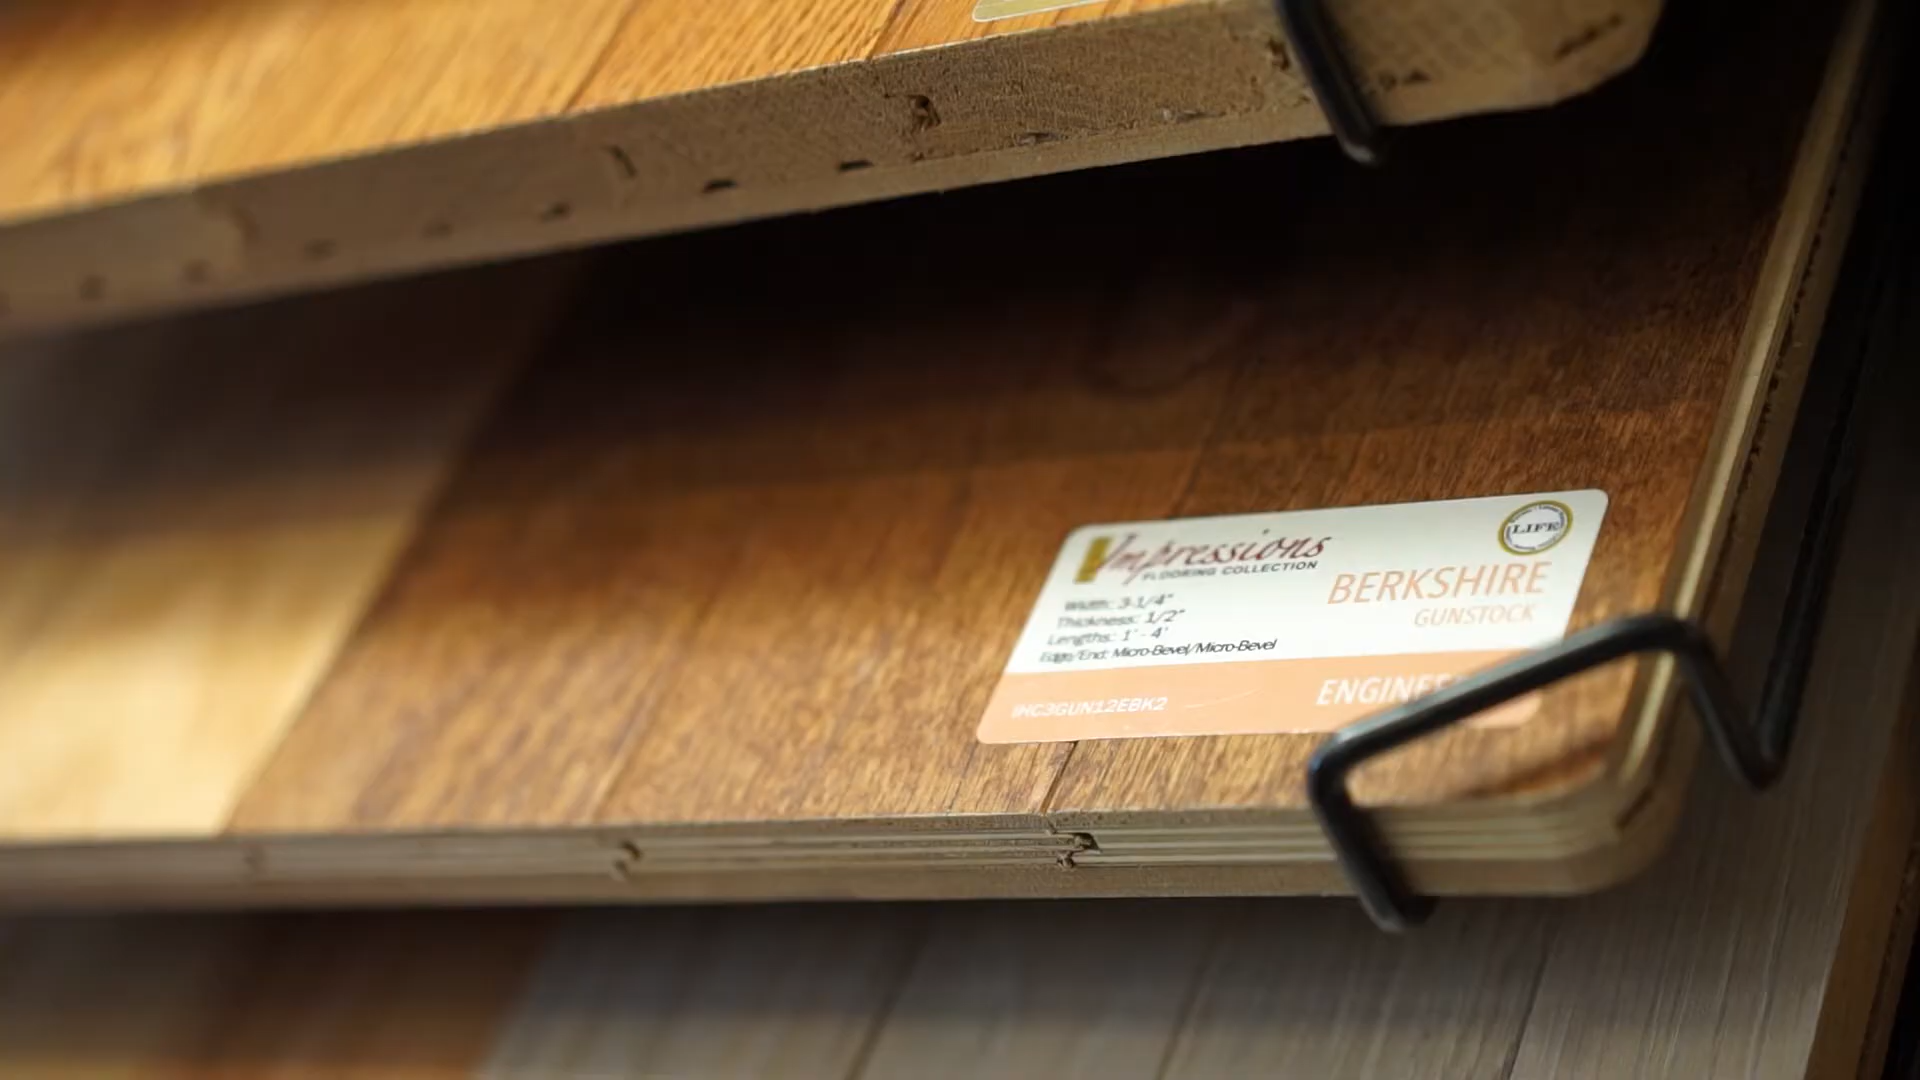 Impressions
FLOORING COLLECTION
LIFE
BERKSHIRE
GUNSTOCK
Width: 3-1/4"
Thickness: 1/2"
Lengths: 1' - 4'
Edge/End: Micro-Bevel/Micro-Bevel
IHC3GUN12EBK2